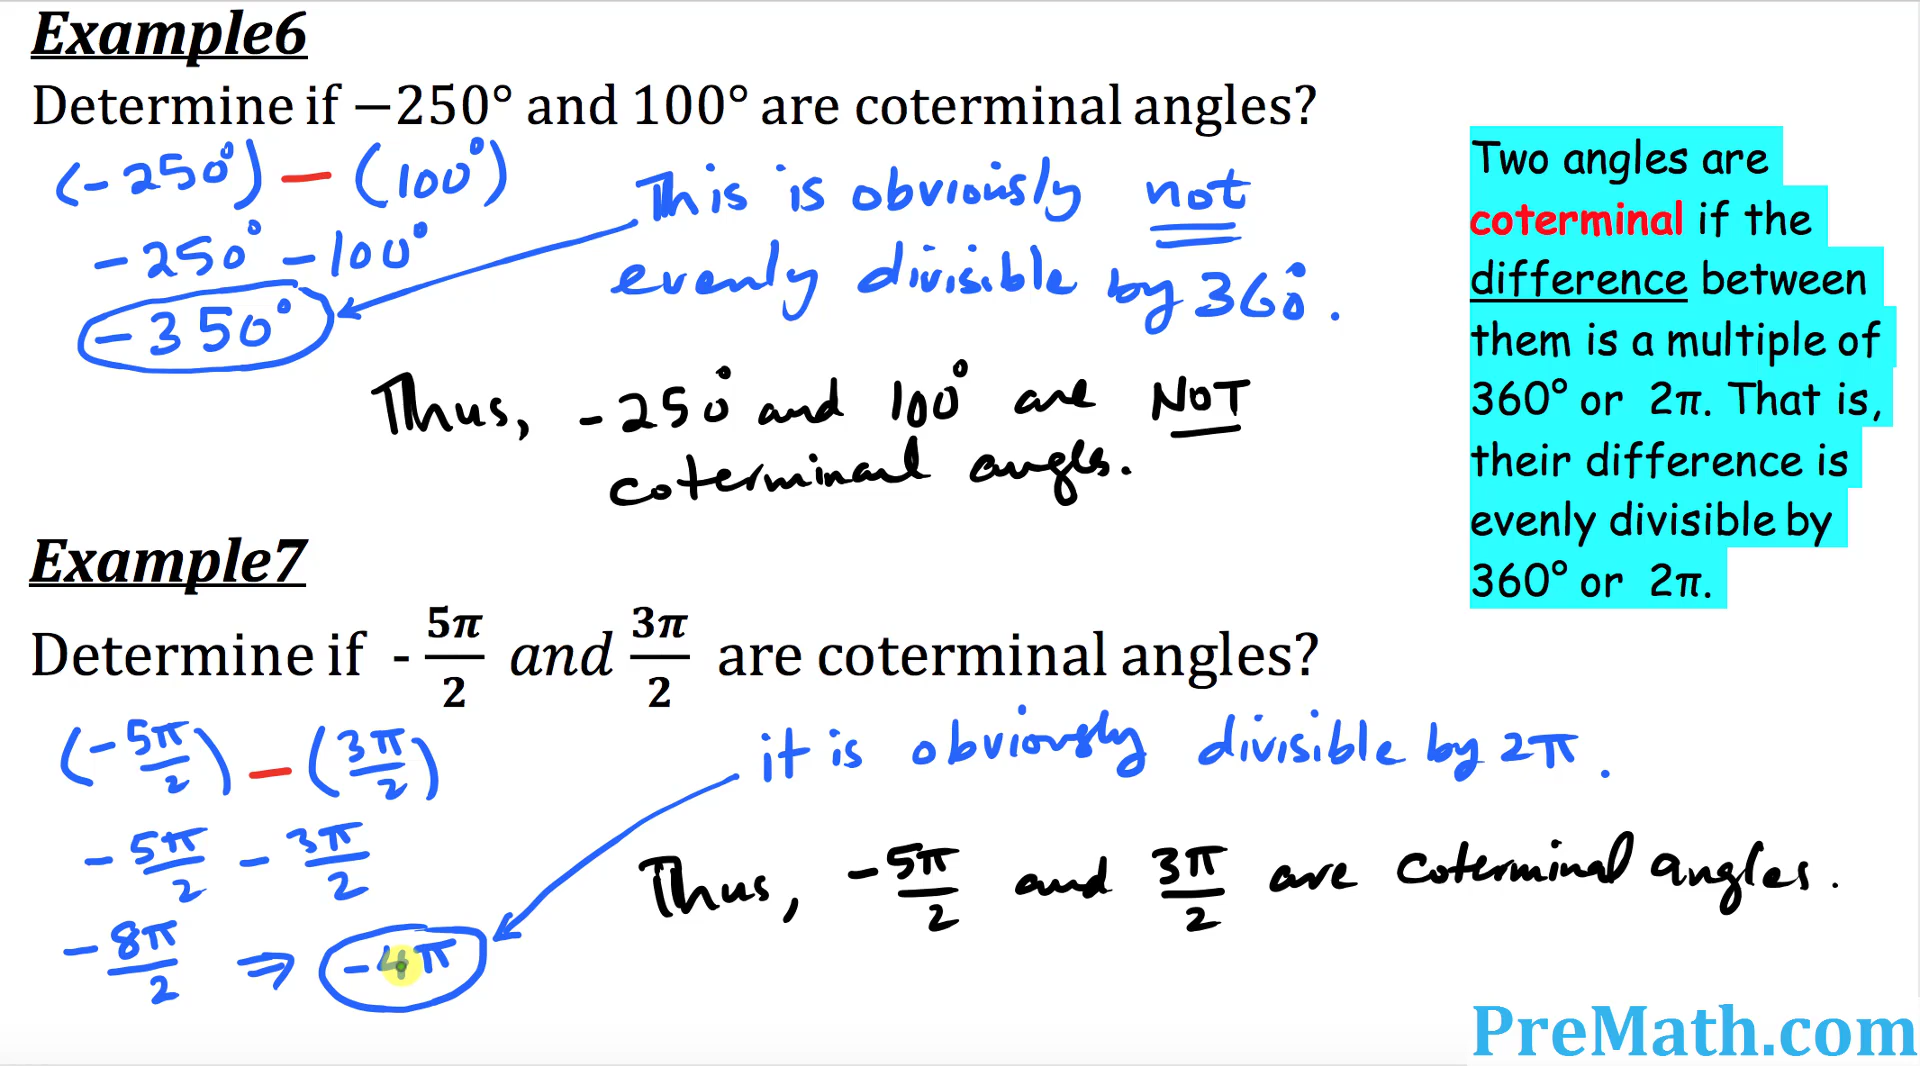 Example6
Determine if −250° and 100° are coterminal angles?
(-250°) − (100°)
-250° - 100°
-350°
This is obviously not
evenly divisible by 360°.
Thus, -250° and 100° are NOT
coterminal angles.
Two angles are
coterminal if the
difference between
them is a multiple of
360° or 2π. That is,
their difference is
evenly divisible by
360° or 2π.
Example7
Determine if -5π/2 and 3π/2 are coterminal angles?
(-5π/2) − (3π/2)
-5π/2 - 3π/2
-8π/2 ⇒ -4π
it is obviously divisible by 2π.
Thus, -5π/2 and 3π/2 are coterminal angles.
PreMath.com